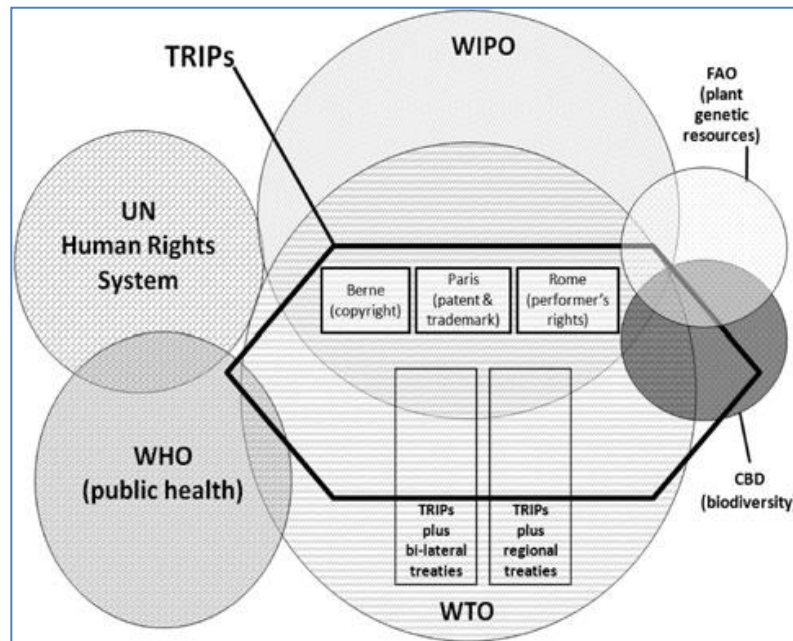 TRIPs
WIPO
FAO
(plant
genetic
resources)
UN
Human Rights
System
Berne
(copyright)
Paris
(patent &
trademark)
Rome
(performer's
rights)
WHO
(public health)
CBD
(biodiversity)
TRIPs
plus
bi-lateral
treaties
TRIPs
plus
regional
treaties
WTO